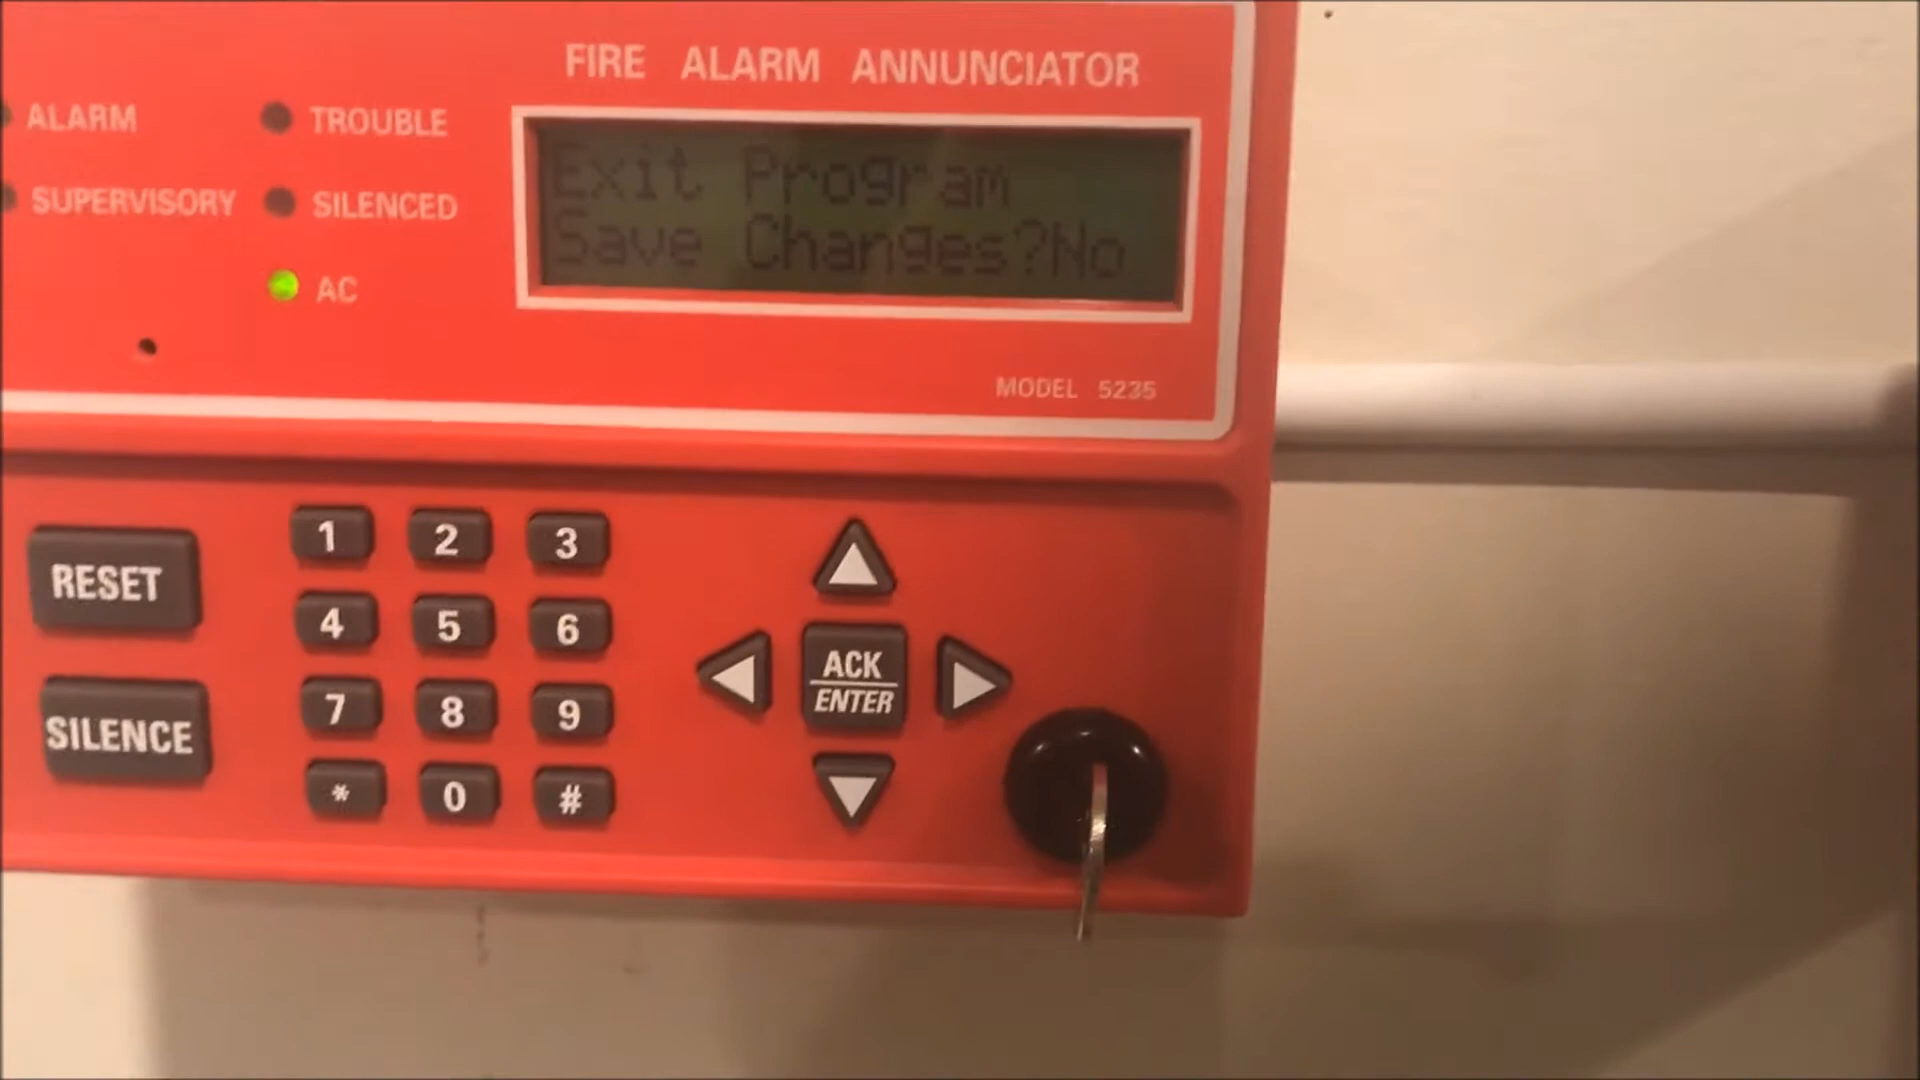 FIRE ALARM ANNUNCIATOR
ALARM
TROUBLE
SUPERVISORY
SILENCED
AC
Exit Program
Save Changes?No
MODEL 5235
RESET
SILENCE
1 2 3
4 5 6
7 8 9
* 0 #
ACK
ENTER